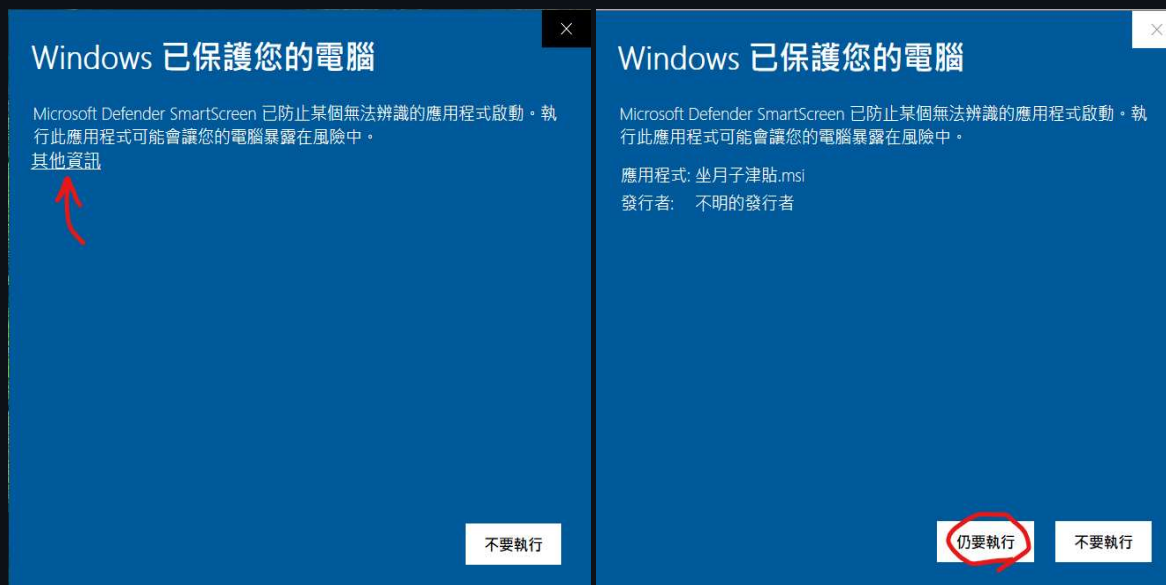 Windows 已保護您的電腦
Microsoft Defender SmartScreen 已防止某個無法辨識的應用程式啟動。執
行此應用程式可能會讓您的電腦暴露在風險中。
其他資訊
不要執行
Windows 已保護您的電腦
Microsoft Defender SmartScreen 已防止某個無法辨識的應用程式啟動。執
行此應用程式可能會讓您的電腦暴露在風險中。
應用程式: 坐月子津貼.msi
發行者: 不明的發行者
仍要執行
不要執行